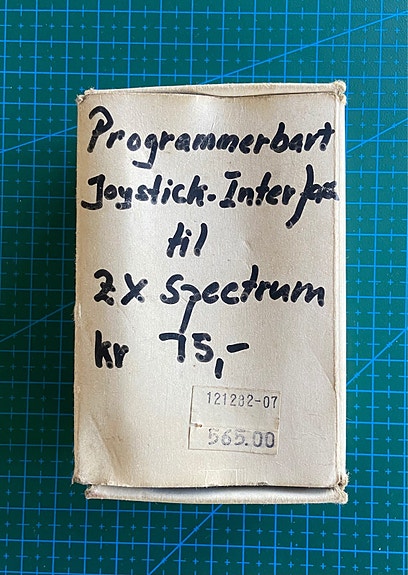 Programmerbart
Joystick-Interface
til
ZX Spectrum
kr 75,-
121282-07
565.00